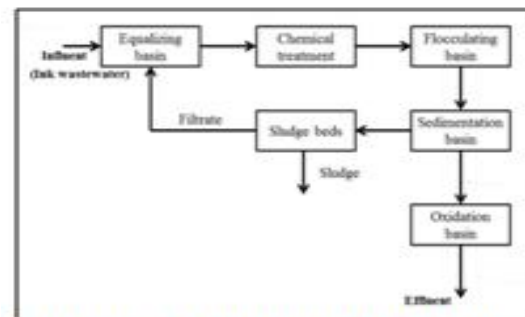 Equalizing
basin
Chemical
treatment
Flocculating
basin
Influent
(Ink wastewater)
Filtrate
Sludge beds
Sedimentation
basin
Sludge
Oxidation
basin
Effluent